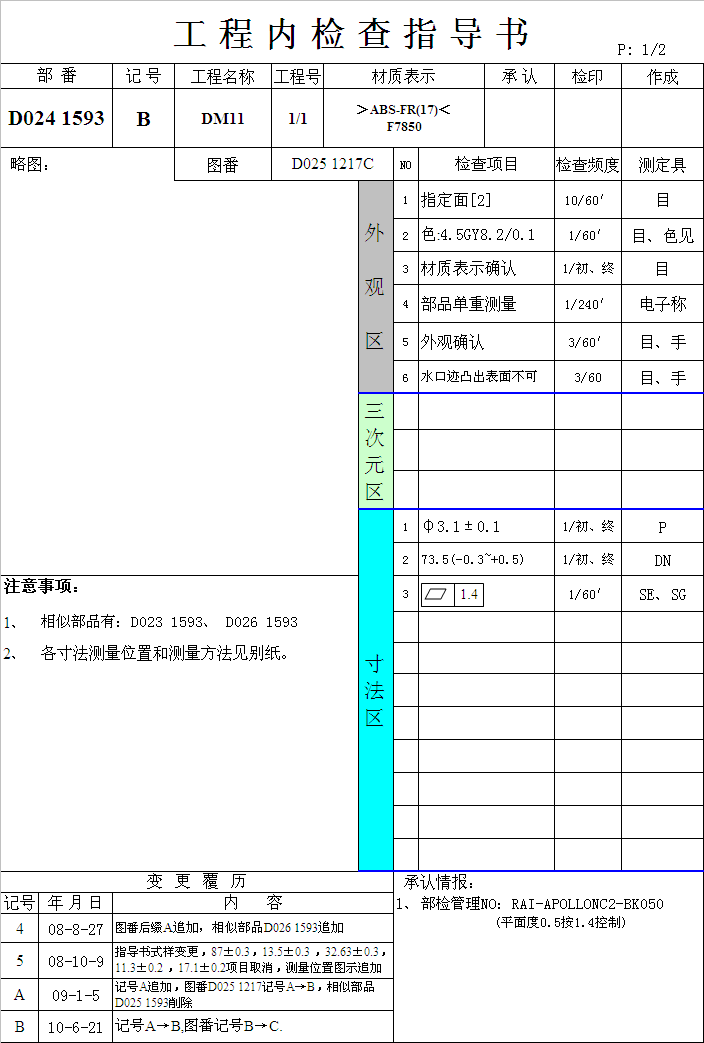 工程内检查指导书
P: 1/2
部 番 记 号 工程名称 工程号 材质表示 承 认 检印 作成
D024 1593 B DM11 1/1 >ABS-FR(17)<
F7850
略图: 图番 D025 1217C NO 检查项目 检查频度 测定具
外观区
1 指定面[2] 10/60′ 目
2 色:4.5GY8.2/0.1 1/60′ 目、色见
3 材质表示确认 1/初、终 目
4 部品单重测量 1/240′ 电子称
5 外观确认 3/60′ 目、手
6 水口迹凸出表面不可 3/60 目、手
三次元区
寸法区
1 φ3.1±0.1 1/初、终 P
2 73.5(-0.3~+0.5) 1/初、终 DN
3 ▱ 1.4 1/60′ SE、SG
注意事项:
1、 相似部品有: D023 1593、 D026 1593
2、 各寸法测量位置和测量方法见别纸。
变 更 履 历
记号 年 月 日 内 容
4 08-8-27 图番后缀A追加，相似部品D026 1593追加
5 08-10-9 指导书式样变更，87±0.3，13.5±0.3 ，32.63±0.3，
11.3±0.2 ，17.1±0.2项目取消，测量位置图示追加
A 09-1-5 记号A追加，图番D025 1217记号A→B，相似部品
D025 1593削除
B 10-6-21 记号A→B,图番记号B→C.
承认情报:
1、部检管理NO: RAI-APOLLONC2-BK050
(平面度0.5按1.4控制)